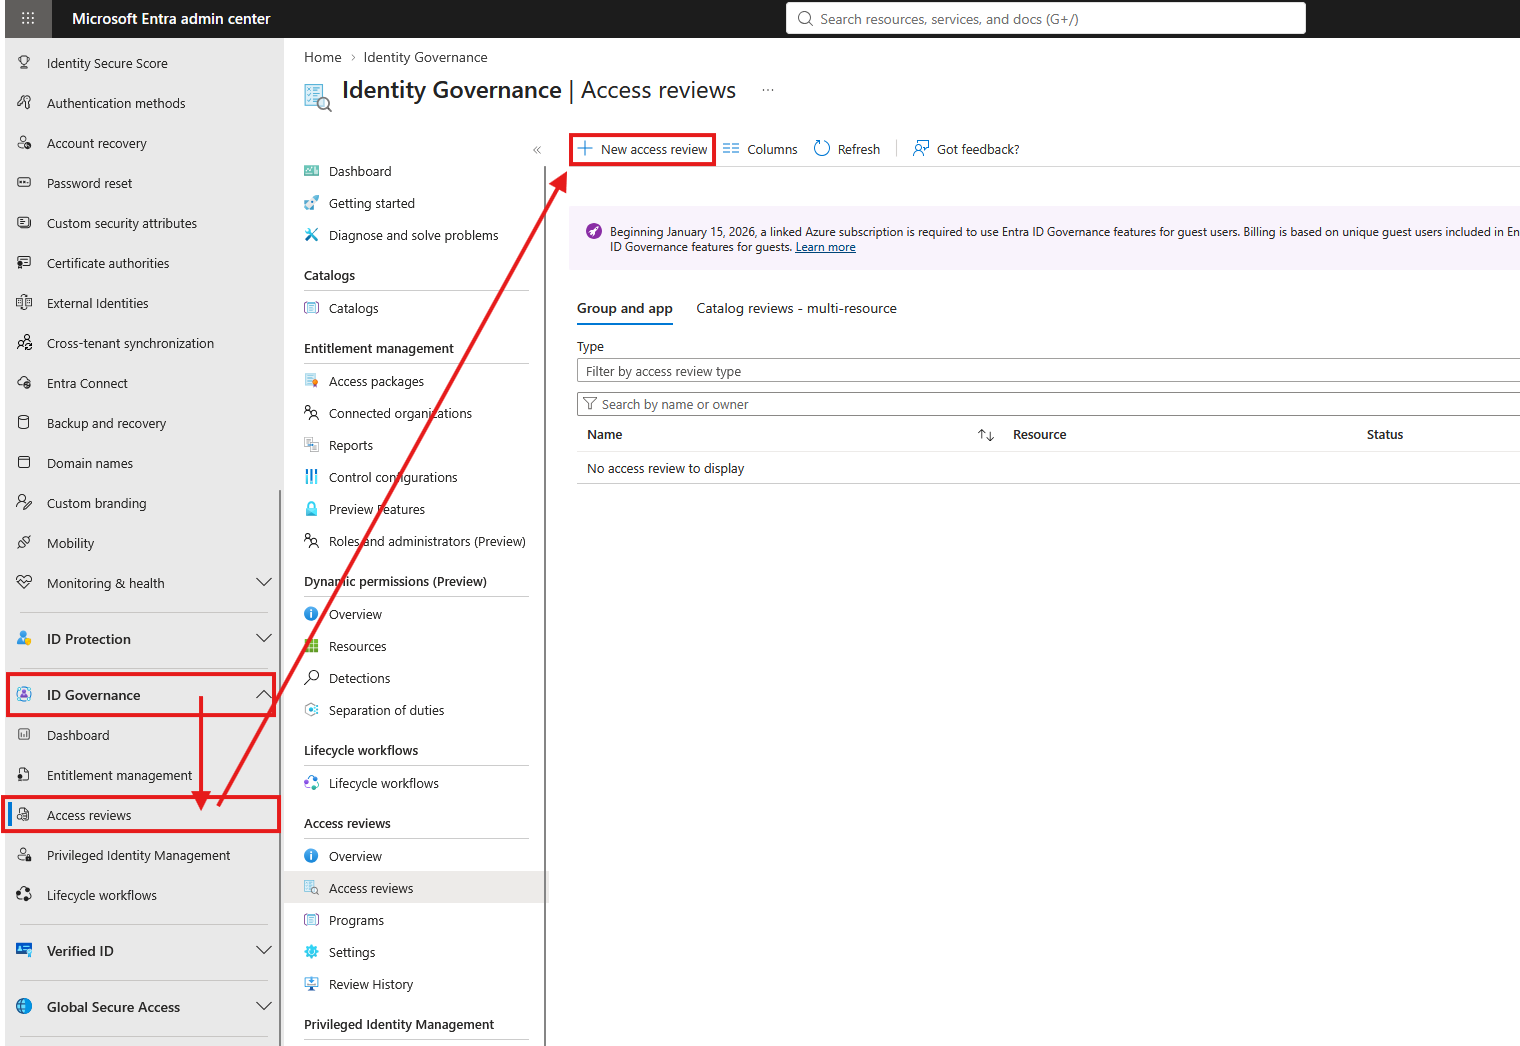 Microsoft Entra admin center
Search resources, services, and docs (G+/)
Identity Secure Score
Authentication methods
Account recovery
Password reset
Custom security attributes
Certificate authorities
External Identities
Cross-tenant synchronization
Entra Connect
Backup and recovery
Domain names
Custom branding
Mobility
Monitoring & health
ID Protection
ID Governance
Dashboard
Entitlement management
Access reviews
Privileged Identity Management
Lifecycle workflows
Verified ID
Global Secure Access
Home > Identity Governance
Identity Governance | Access reviews ...
«
Dashboard
Getting started
Diagnose and solve problems
Catalogs
Catalogs
Entitlement management
Access packages
Connected organizations
Reports
Control configurations
Preview Features
Roles and administrators (Preview)
Dynamic permissions (Preview)
Overview
Resources
Detections
Separation of duties
Lifecycle workflows
Lifecycle workflows
Access reviews
Overview
Access reviews
Programs
Settings
Review History
Privileged Identity Management
New access review Columns Refresh Got feedback?
Beginning January 15, 2026, a linked Azure subscription is required to use Entra ID Governance features for guest users. Billing is based on unique guest users included in En
ID Governance features for guests. Learn more
Group and app Catalog reviews - multi-resource
Type
Filter by access review type
Search by name or owner
Name Resource Status
No access review to display